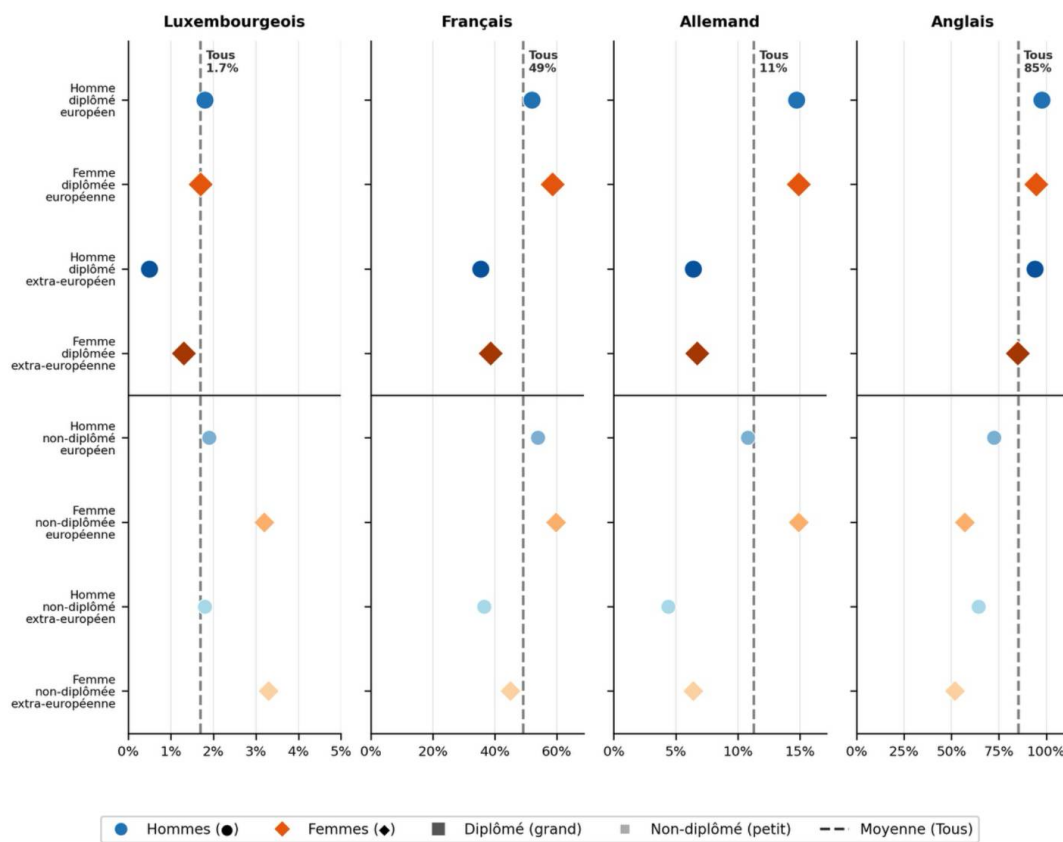 Luxembourgeois
Français
Allemand
Anglais
Tous
1.7%
Tous
49%
Tous
11%
Tous
85%
Homme
diplômé
européen
Femme
diplômée
européenne
Homme
diplômé
extra-européen
Femme
diplômée
extra-européenne
Homme
non-diplômé
européen
Femme
non-diplômée
européenne
Homme
non-diplômé
extra-européen
Femme
non-diplômée
extra-européenne
0% 1% 2% 3% 4% 5%
0% 20% 40% 60%
0% 5% 10% 15%
0% 25% 50% 75% 100%
Hommes (●) Femmes (◆) Diplômé (grand) Non-diplômé (petit) Moyenne (Tous)